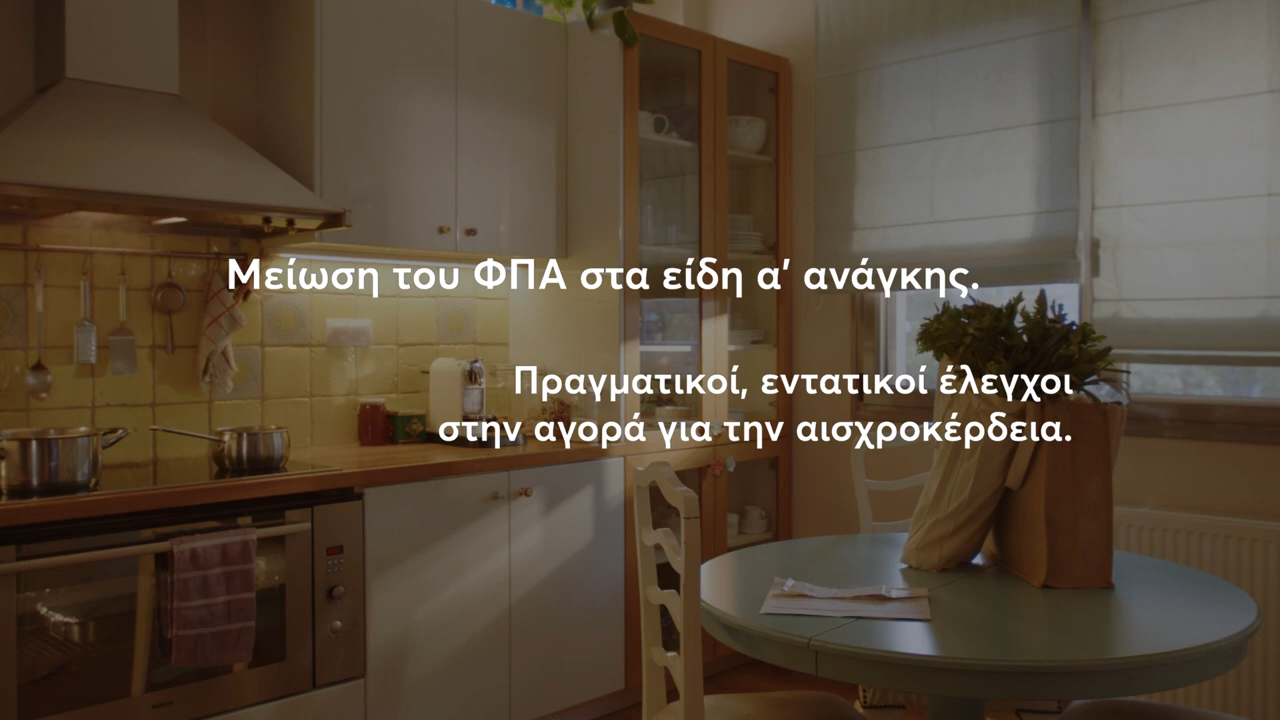 Μείωση του ΦΠΑ στα είδη α’ ανάγκης.
Πραγματικοί, εντατικοί έλεγχοι
στην αγορά για την αισχροκέρδεια.